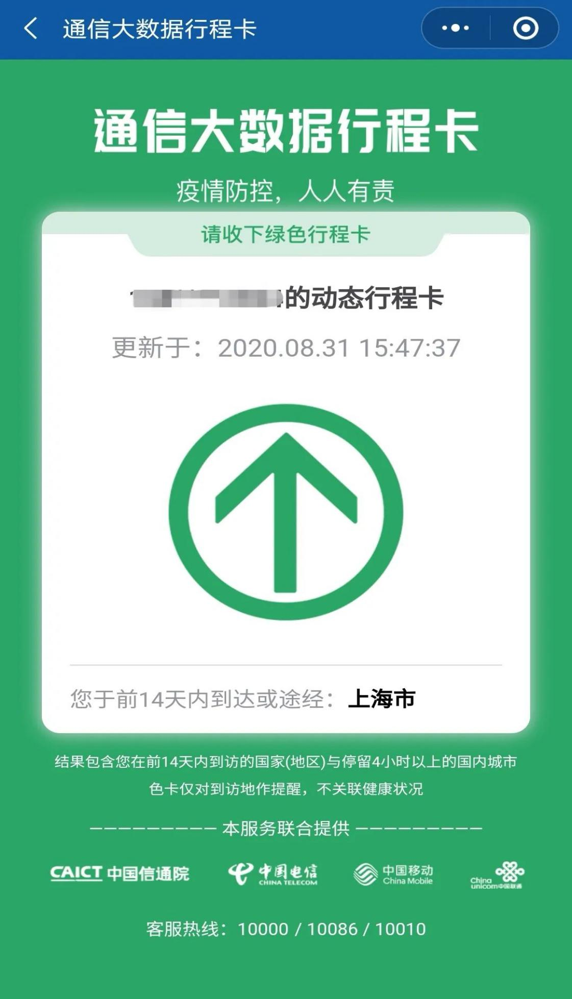 通信大数据行程卡
通信大数据行程卡
疫情防控，人人有责
请收下绿色行程卡
的动态行程卡
更新于：2020.08.31 15:47:37
您于前14天内到达或途经：上海市
结果包含您在前14天内到访的国家(地区)与停留4小时以上的国内城市
色卡仅对到访地作提醒，不关联健康状况
本服务联合提供
CAICT 中国信通院
中国电信
CHINA TELECOM
中国移动
China Mobile
China
unicom中国联通
客服热线：10000 / 10086 / 10010